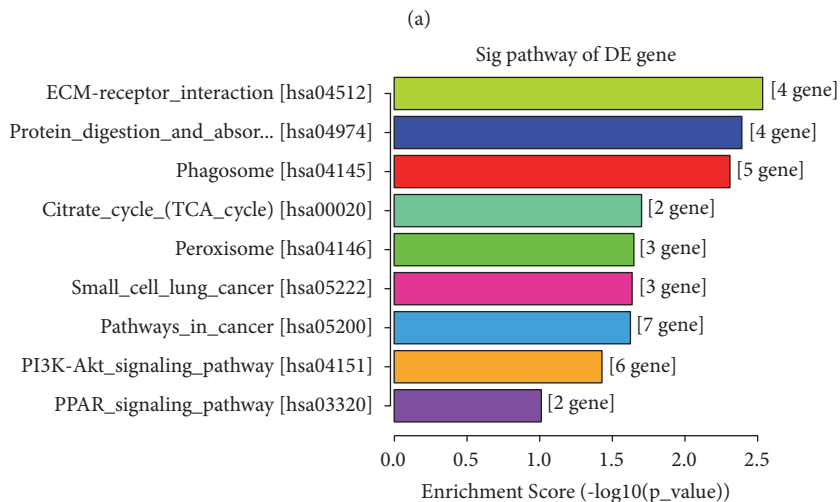 (a)
Sig pathway of DE gene
ECM-receptor_interaction [hsa04512] [4 gene]
Protein_digestion_and_absor... [hsa04974] [4 gene]
Phagosome [hsa04145] [5 gene]
Citrate_cycle_(TCA_cycle) [hsa00020] [2 gene]
Peroxisome [hsa04146] [3 gene]
Small_cell_lung_cancer [hsa05222] [3 gene]
Pathways_in_cancer [hsa05200] [7 gene]
PI3K-Akt_signaling_pathway [hsa04151] [6 gene]
PPAR_signaling_pathway [hsa03320] [2 gene]
0.0 0.5 1.0 1.5 2.0 2.5
Enrichment Score (-log10(p_value))